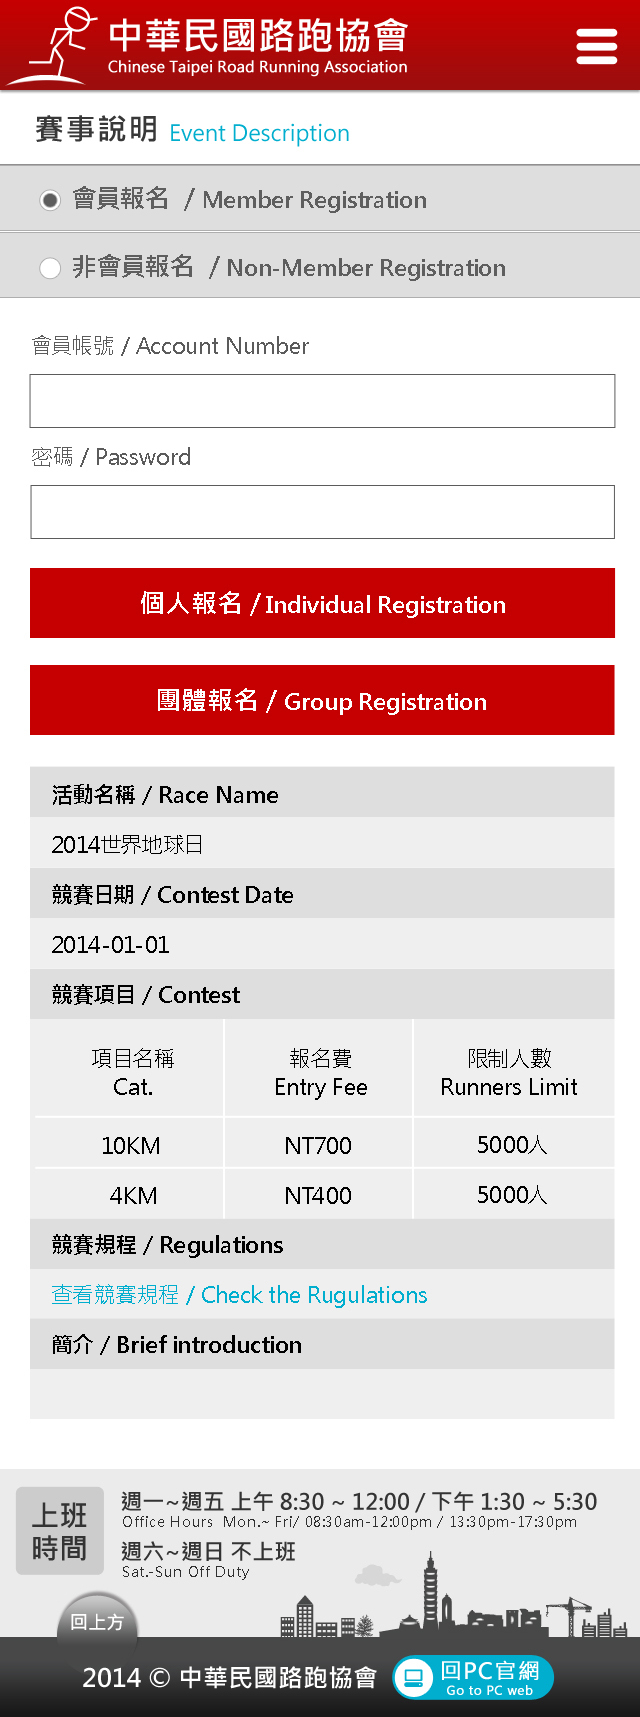 中華民國路跑協會
Chinese Taipei Road Running Association
賽事說明 Event Description
會員報名 / Member Registration
非會員報名 / Non-Member Registration
會員帳號 / Account Number
密碼 / Password
個人報名 / Individual Registration
團體報名 / Group Registration
活動名稱 / Race Name
2014世界地球日
競賽日期 / Contest Date
2014-01-01
競賽項目 / Contest
項目名稱 報名費 限制人數
Cat. Entry Fee Runners Limit
10KM NT700 5000人
4KM NT400 5000人
競賽規程 / Regulations
查看競賽規程 / Check the Rugulations
簡介 / Brief introduction
上班
時間
週一~週五 上午 8:30 ~ 12:00 / 下午 1:30 ~ 5:30
Office Hours Mon.~ Fri/ 08:30am-12:00pm / 13:30pm-17:30pm
週六~週日 不上班
Sat.-Sun Off Duty
回上方
2014 © 中華民國路跑協會
回PC官網
Go to PC web